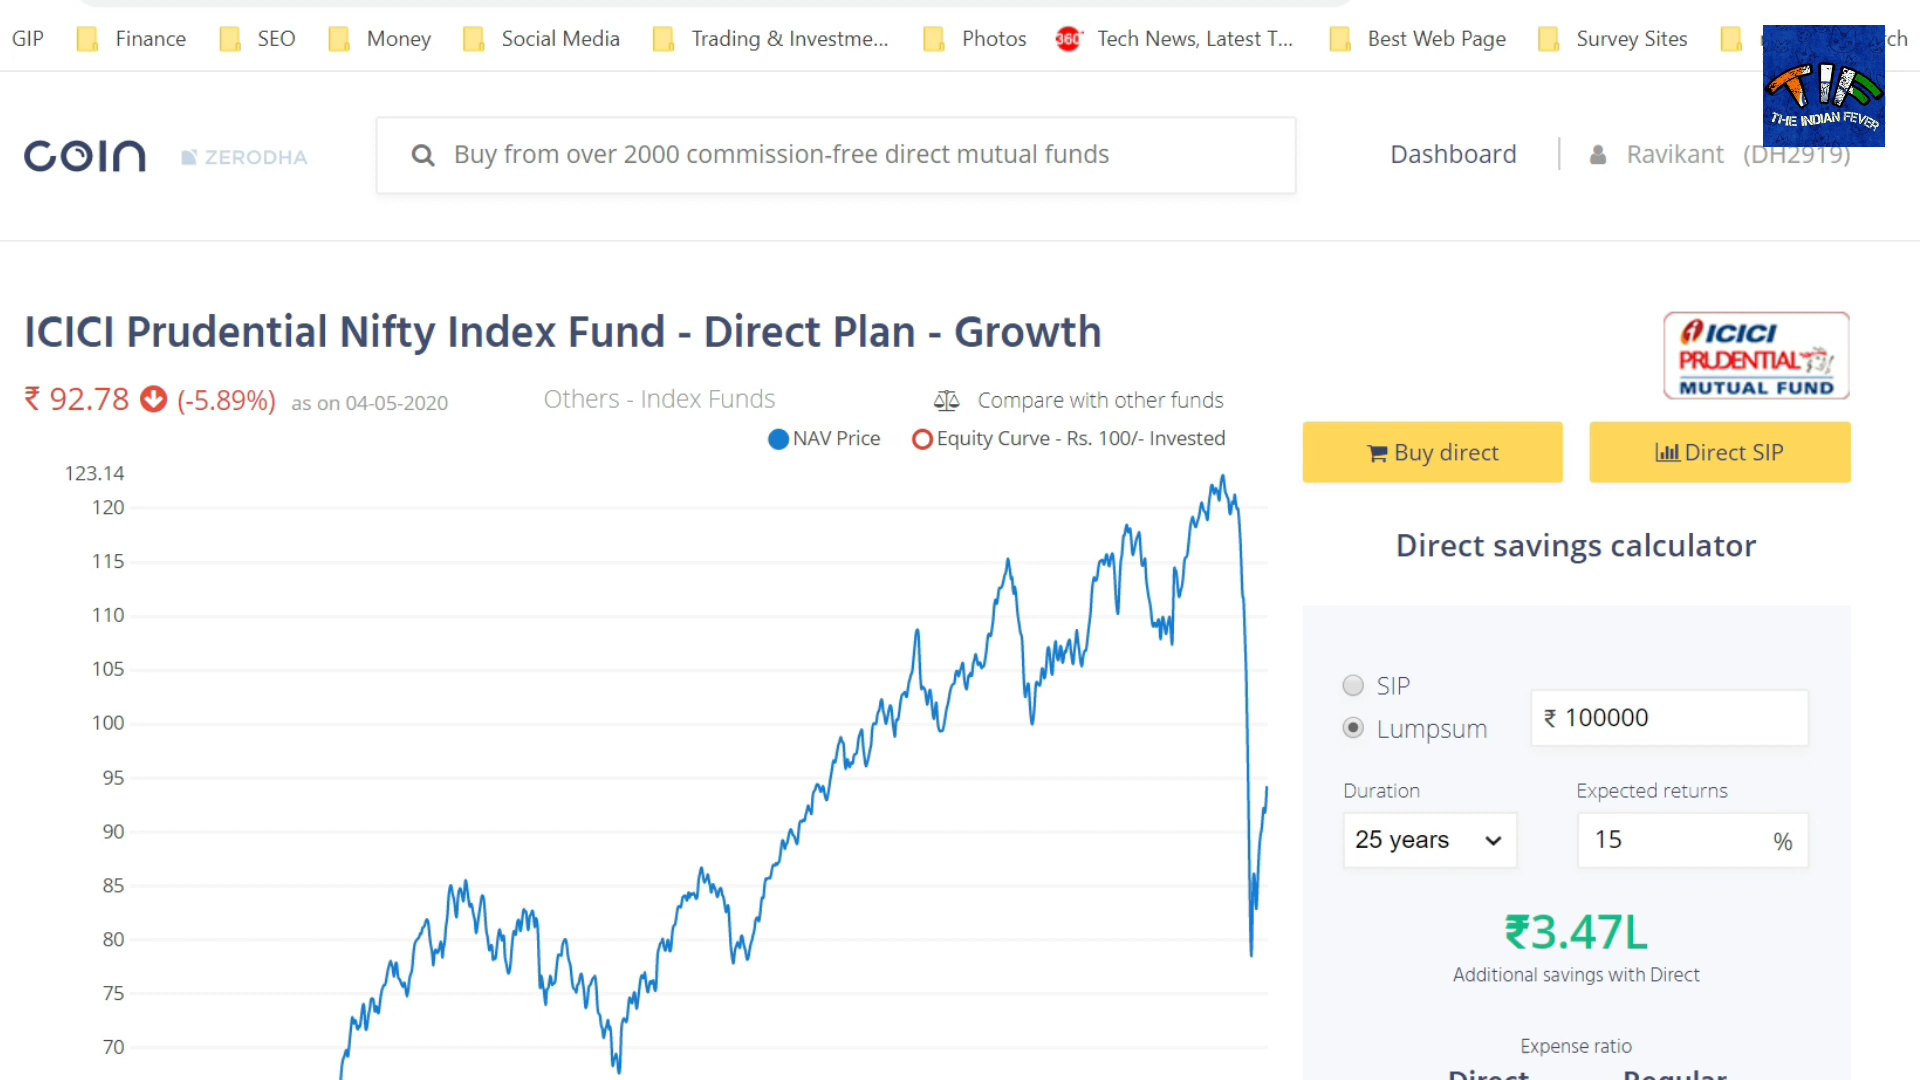 GIP Finance SEO Money Social Media Trading & Investme... Photos Tech News, Latest T... Best Web Page Survey Sites
360
TIF
THE INDIAN FEVER
COIN ZERODHA Buy from over 2000 commission-free direct mutual funds Dashboard Ravikant (DH2919)
ICICI Prudential Nifty Index Fund - Direct Plan - Growth
ICICI
PRUDENTIAL
MUTUAL FUND
₹ 92.78 (-5.89%) as on 04-05-2020 Others - Index Funds Compare with other funds
NAV Price Equity Curve - Rs. 100/- Invested
Buy direct Direct SIP
123.14
120
115
110
105
100
95
90
85
80
75
70
Direct savings calculator
SIP
Lumpsum
₹ 100000
Duration Expected returns
25 years 15 %
₹3.47L
Additional savings with Direct
Expense ratio
Direct Regular